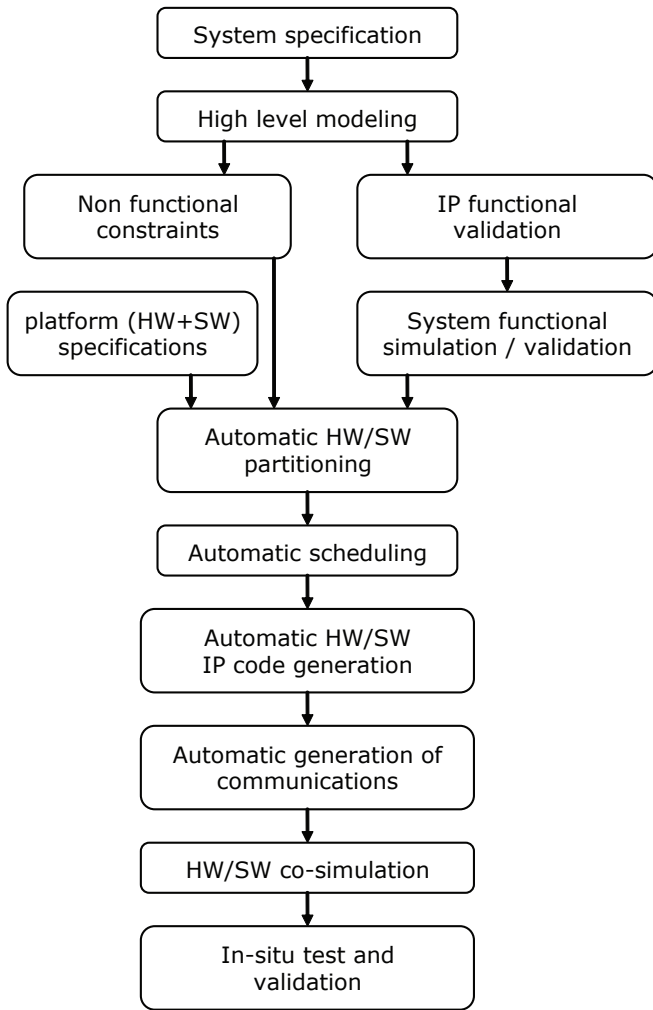 System specification
High level modeling
Non functional
constraints
IP functional
validation
platform (HW+SW)
specifications
System functional
simulation / validation
Automatic HW/SW
partitioning
Automatic scheduling
Automatic HW/SW
IP code generation
Automatic generation of
communications
HW/SW co-simulation
In-situ test and
validation